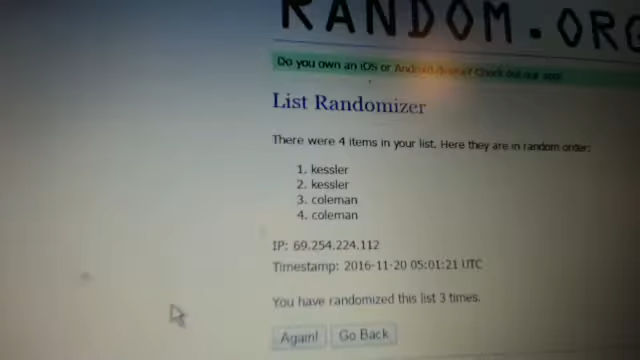 RANDOM.ORG
Do you own an iOS or Android device? Check out our app!
List Randomizer
There were 4 items in your list. Here they are in random order:
1. kessler
2. kessler
3. coleman
4. coleman
IP: 69.254.224.112
Timestamp: 2016-11-20 05:01:21 UTC
You have randomized this list 3 times.
Again! Go Back